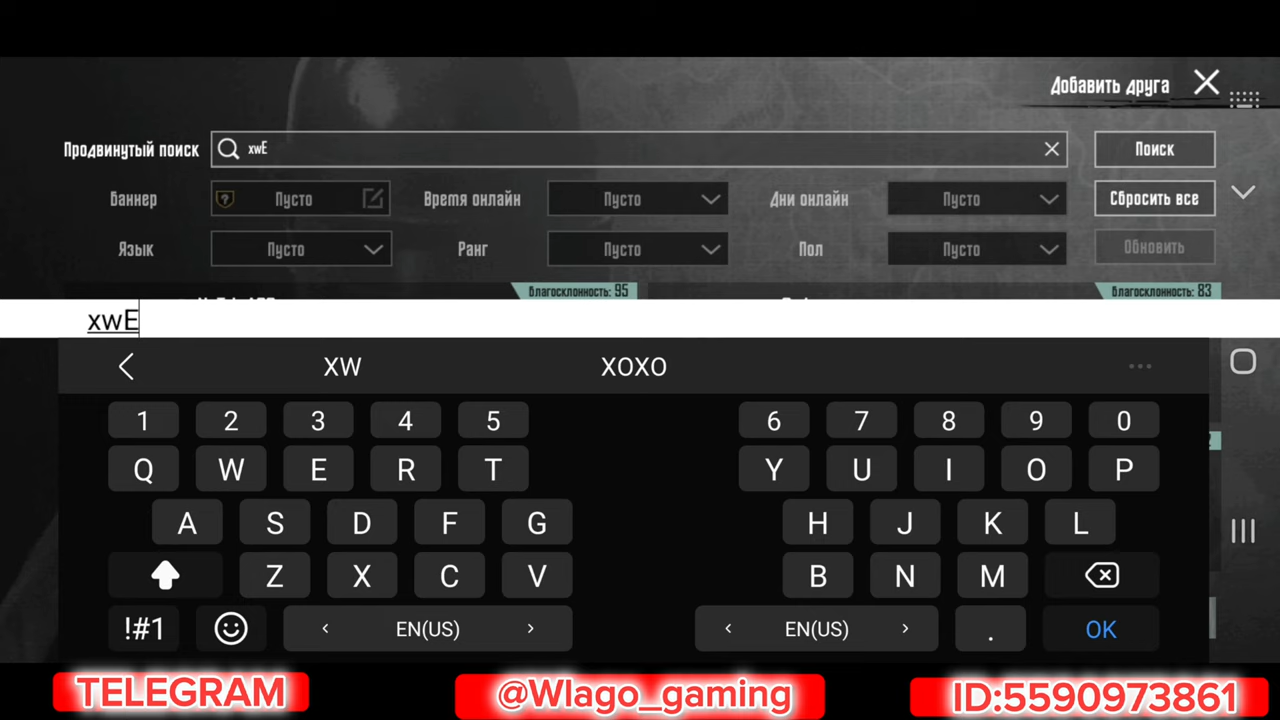 Добавить друга
Продвинутый поиск xwE Поиск
Баннер Пусто Время онлайн Пусто Дни онлайн Пусто Сбросить все
Язык Пусто Ранг Пусто Пол Пусто Обновить
Благосклонность: 95 Благосклонность: 83
xwE
XW XOXO
1 2 3 4 5 6 7 8 9 0
Q W E R T Y U I O P
A S D F G H J K L
Z X C V B N M
!#1 EN(US) EN(US) . OK
TELEGRAM @Wlago_gaming ID:5590973861